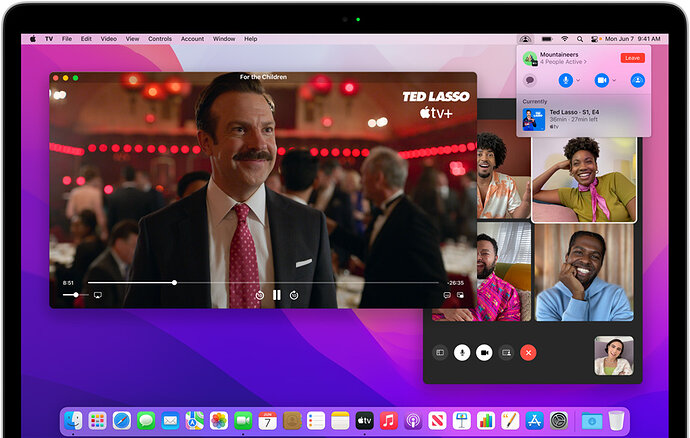 TV File Edit View Controls Account Window Help
Mon Jun 7 9:41 AM
Mountaineers
4 People Active >
Leave
Currently
Ted Lasso · S1, E4
36min · 27min left
tv
For the Children
TED LASSO
tv+
8:51
-26:35
JUN
7
tv